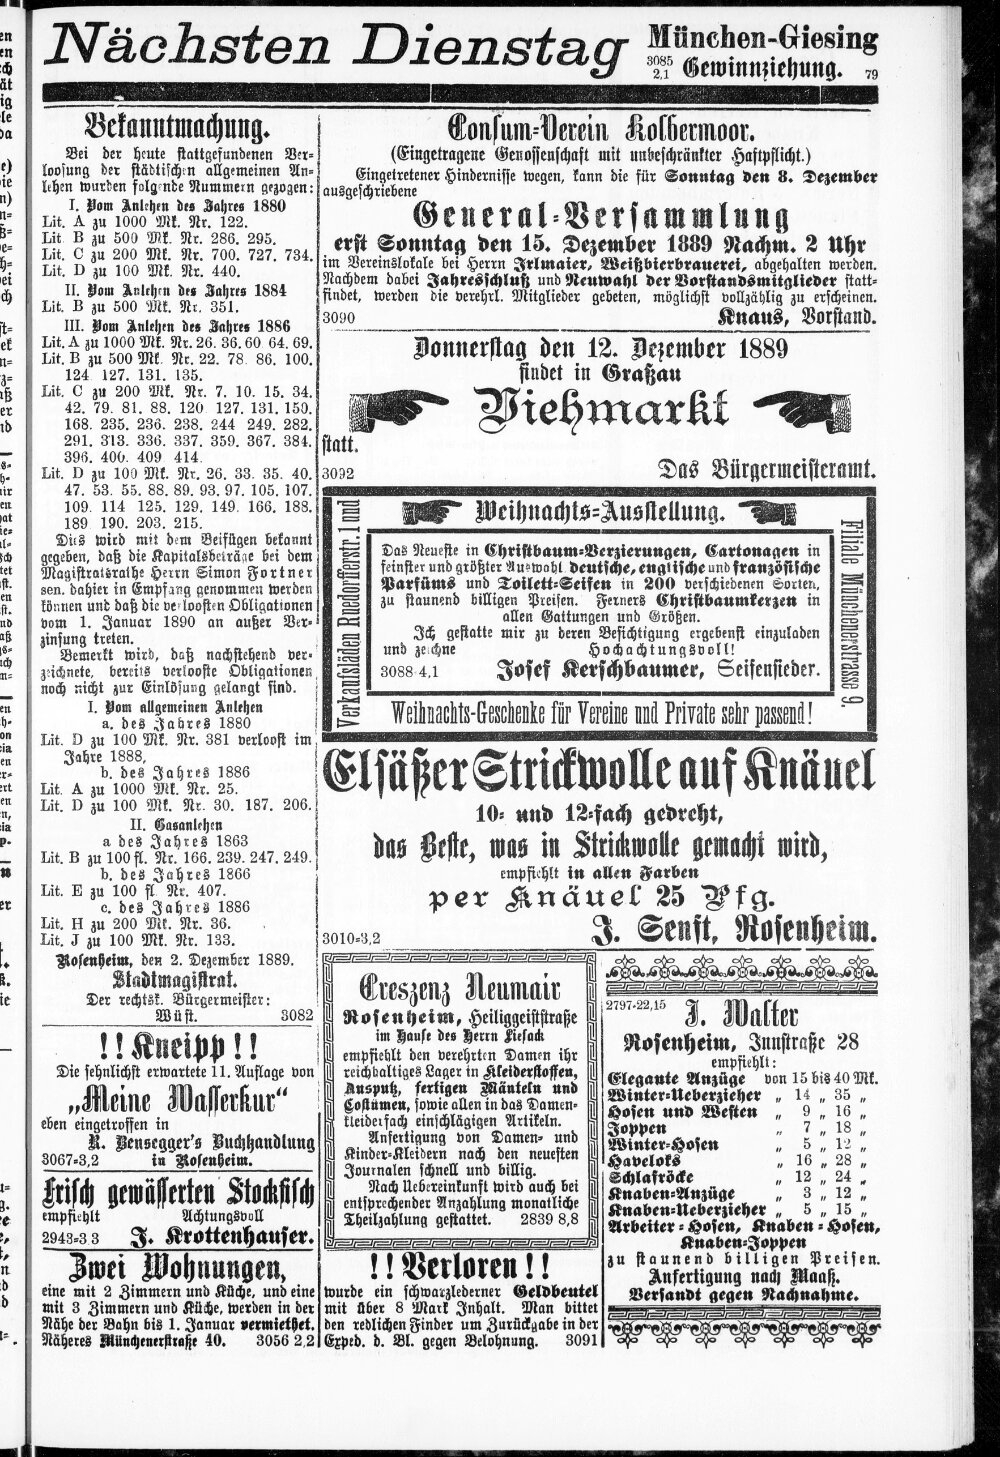 Nächsten Dienstag
München-Giesing
3085
2,1
Gewinnziehung. 79
Bekanntmachung.
Bei der heute stattgefundenen Ver-
loosung der städtischen allgemeinen An-
lehen wurden folgende Nummern gezogen:
I. Vom Anlehen des Jahres 1880
Lit. A zu 1000 Mk. Nr. 122.
Lit. B zu 500 Mk. Nr. 286. 295.
Lit. C zu 200 Mk. Nr. 700. 727. 734.
Lit. D zu 100 Mk. Nr. 440.
II. Vom Anlehen des Jahres 1884
Lit. B zu 500 Mk. Nr. 351.
III. Vom Anlehen des Jahres 1886
Lit. A zu 1000 Mk. Nr. 26. 36. 60. 64. 69.
Lit. B zu 500 Mk. Nr. 22. 78. 86. 100.
124. 127. 131. 135.
Lit. C zu 200 Mk. Nr. 7. 10. 15. 34.
42. 79. 81. 88. 120. 127. 131. 150.
168. 235. 236. 238. 244. 249. 282.
291. 313. 336. 337. 359. 367. 384.
396. 400. 409. 414.
Lit. D zu 100 Mk. Nr. 26. 33. 35. 40.
47. 53. 55. 88. 89. 93. 97. 105. 107.
109. 114. 125. 129. 149. 166. 188.
189. 190. 203. 215.
Dies wird mit dem Beifügen bekannt
gegeben, daß die Kapitalsbeträge bei dem
Magistratsrathe Herrn Simon Fortner
sen. dahier in Empfang genommen werden
können und daß die verloosten Obligationen
vom 1. Januar 1890 an außer Ver-
zinsung treten.
Bemerkt wird, daß nachstehend ver-
zeichnete, bereits verlooste Obligationen
noch nicht zur Einlösung gelangt sind.
I. Vom allgemeinen Anlehen
a. des Jahres 1880
Lit. D zu 100 Mk. Nr. 381 verloost im
Jahre 1888,
b. des Jahres 1886
Lit. A zu 1000 Mk. Nr. 25.
Lit. D zu 100 Mk. Nr. 30. 187. 206.
II. Gasanlehen
a des Jahres 1863
Lit. B zu 100 fl. Nr. 166. 239. 247. 249.
b. des Jahres 1866
Lit. E zu 100 fl. Nr. 407.
c. des Jahres 1886
Lit. H zu 200 Mk. Nr. 36.
Lit. J zu 100 Mk. Nr. 133.
Rosenheim, den 2. Dezember 1889.
Stadtmagistrat.
Der rechtsk. Bürgermeister:
Wüst. 3082
!! Kneipp !!
Die sehnlichst erwartete 11. Auflage von
„Meine Wasserkur“
eben eingetroffen in
R. Bensegger's Buchhandlung
3067-3,2 in Rosenheim.
Frisch gewässerten Stockfisch
empfiehlt Achtungsvoll
2943-3 3 J. Krottenhauser.
Zwei Wohnungen,
eine mit 2 Zimmern und Küche, und eine
mit 3 Zimmern und Küche, werden in der
Nähe der Bahn bis 1. Januar vermiethet.
Näheres Münchenerstraße 40. 3056 2,2
Consum-Verein Kolbermoor.
(Eingetragene Genossenschaft mit unbeschränkter Haftpflicht.)
Eingetretener Hindernisse wegen, kann die für Sonntag den 8. Dezember
ausgeschriebene
General-Versammlung
erst Sonntag den 15. Dezember 1889 Nachm. 2 Uhr
im Vereinslokale bei Herrn Irlmaier, Weißbierbrauerei, abgehalten werden.
Nachdem dabei Jahresschluß und Neuwahl der Vorstandsmitglieder statt-
findet, werden die verehrl. Mitglieder gebeten, möglichst vollzählig zu erscheinen.
3090 Knaus, Vorstand.
Donnerstag den 12. Dezember 1889
findet in Graßau
Viehmarkt
statt.
3092 Das Bürgermeisteramt.
Weihnachts-Ausstellung.
Verkaufsläden Ruedorfferstr. 1 und
Filiale Münchenerstrasse 9.
Das Neueste in Christbaum-Verzierungen, Cartonagen in
feinster und größter Auswahl deutsche, englische und französische
Parfüms und Toilett-Seifen in 200 verschiedenen Sorten,
zu staunend billigen Preisen. Ferners Christbaumkerzen in
allen Gattungen und Größen.
Ich gestatte mir zu deren Besichtigung ergebenst einzuladen
und zeichne Hochachtungsvoll!
3088-4,1 Josef Kerschbaumer, Seifensieder.
Weihnachts-Geschenke für Vereine und Private sehr passend!
Elsäßer Strickwolle auf Knäuel
10- und 12-fach gedreht,
das Beste, was in Strickwolle gemacht wird,
empfiehlt in allen Farben
per Knäuel 25 Pfg.
3010-3,2 J. Senft, Rosenheim.
Creszenz Neumair
Rosenheim, Heiliggeiststraße
im Hause des Herrn Liesack
empfiehlt den verehrten Damen ihr
reichhaltiges Lager in Kleiderstoffen,
Ausputz, fertigen Mänteln und
Costümen, sowie allen in das Damen-
kleiderfach einschlägigen Artikeln.
Anfertigung von Damen- und
Kinder-Kleidern nach den neuesten
Journalen schnell und billig.
Nach Uebereinkunft wird auch bei
entsprechender Anzahlung monatliche
Theilzahlung gestattet. 2839 8,8
!! Verloren !!
wurde ein schwarzlederner Geldbeutel
mit über 8 Mark Inhalt. Man bittet
den redlichen Finder um Zurückgabe in der
Exped. d. Bl. gegen Belohnung. 3091
2797-22,15 J. Walter
Rosenheim, Innstraße 28
empfiehlt:
Elegante Anzüge von 15 bis 40 Mk.
Winter-Ueberzieher „ 14 „ 35 „
Hosen und Westen „ 9 „ 16 „
Joppen „ 7 „ 18 „
Winter-Hosen „ 5 „ 12 „
Haveloks „ 16 „ 28 „
Schlafröcke „ 12 „ 24 „
Knaben-Anzüge „ 3 „ 12 „
Knaben-Ueberzieher „ 5 „ 15 „
Arbeiter-Hosen, Knaben-Hosen,
Knaben-Joppen
zu staunend billigen Preisen.
Anfertigung nach Maaß.
Versandt gegen Nachnahme.